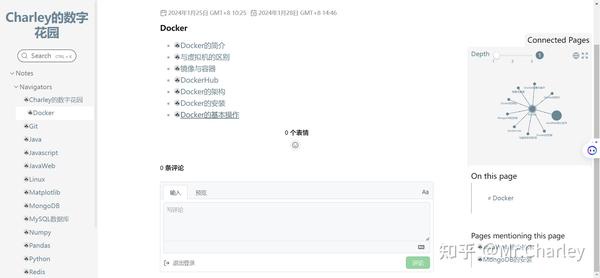 Charley的数字花园
Search
CTRL + K
Notes
Navigators
Charley的数字花园
Docker
Git
Java
Javascript
JavaWeb
Linux
Matplotlib
MongoDB
MySQL数据库
Numpy
Pandas
Python
Redis
2024年1月25日 GMT+8 10:25
2024年1月28日 GMT+8 14:46
Docker
Docker的简介
与虚拟机的区别
镜像与容器
DockerHub
Docker的架构
Docker的安装
Docker的基本操作
0 个表情
0 条评论
输入
预览
Aa
写评论
退出登录
评论
Connected Pages
Depth
1
1
2
3
On this page
# Docker
Pages mentioning this page
MongoDB的安装
知乎 @Mr.Charley